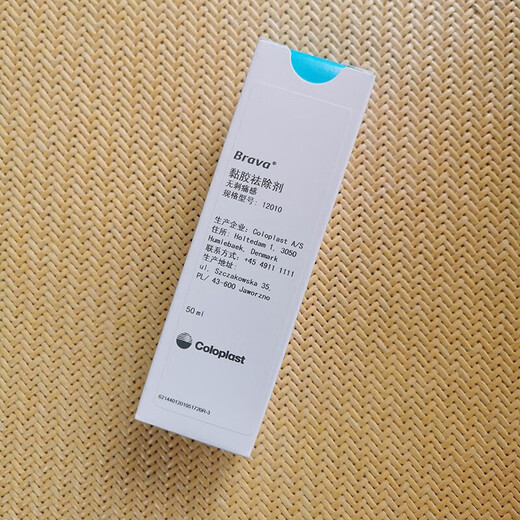 Brava®
黏胶祛除剂
无刺痛感
规格型号: 12010
生产企业: Coloplast A/S
住所: Holtedam 1, 3050
Humlebaek, Denmark
联系方式: +45 4911 1111
生产地址:
ul. Szczakowska 35,
PL/ 43-600 Jaworzno
50 ml
Coloplast